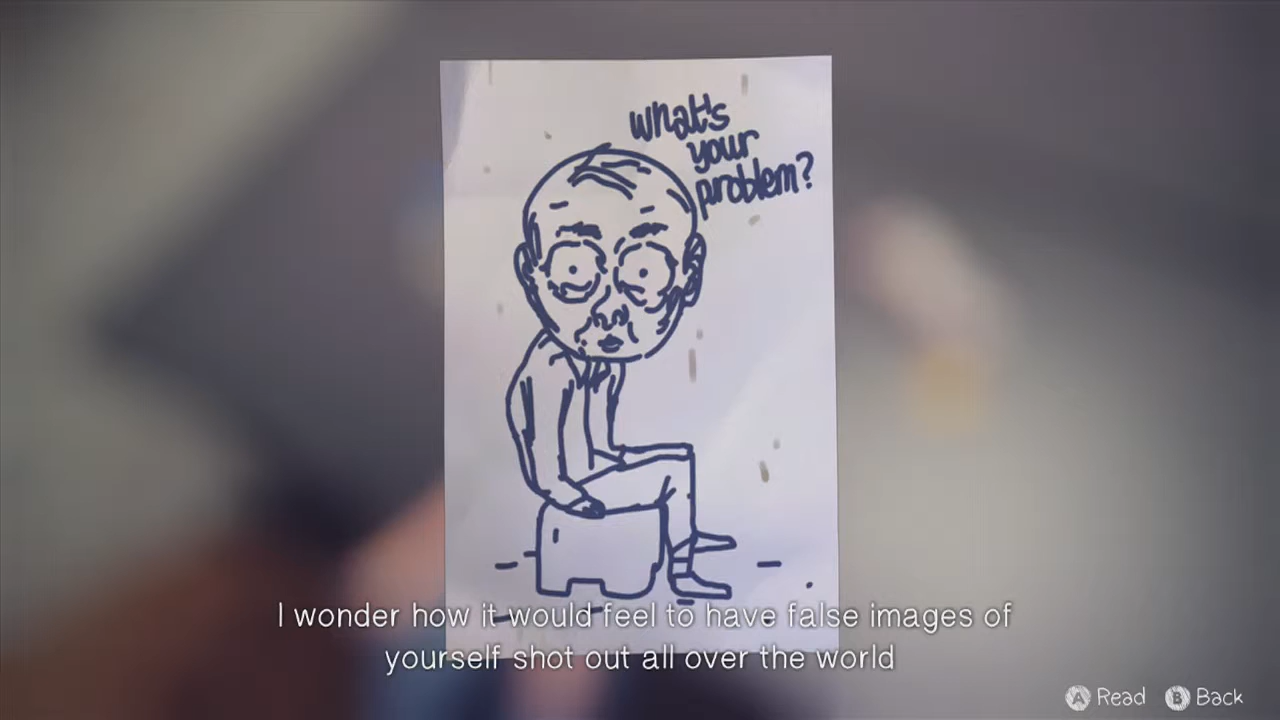 What's
your
problem?
I wonder how it would feel to have false images of
yourself shot out all over the world
A Read B Back